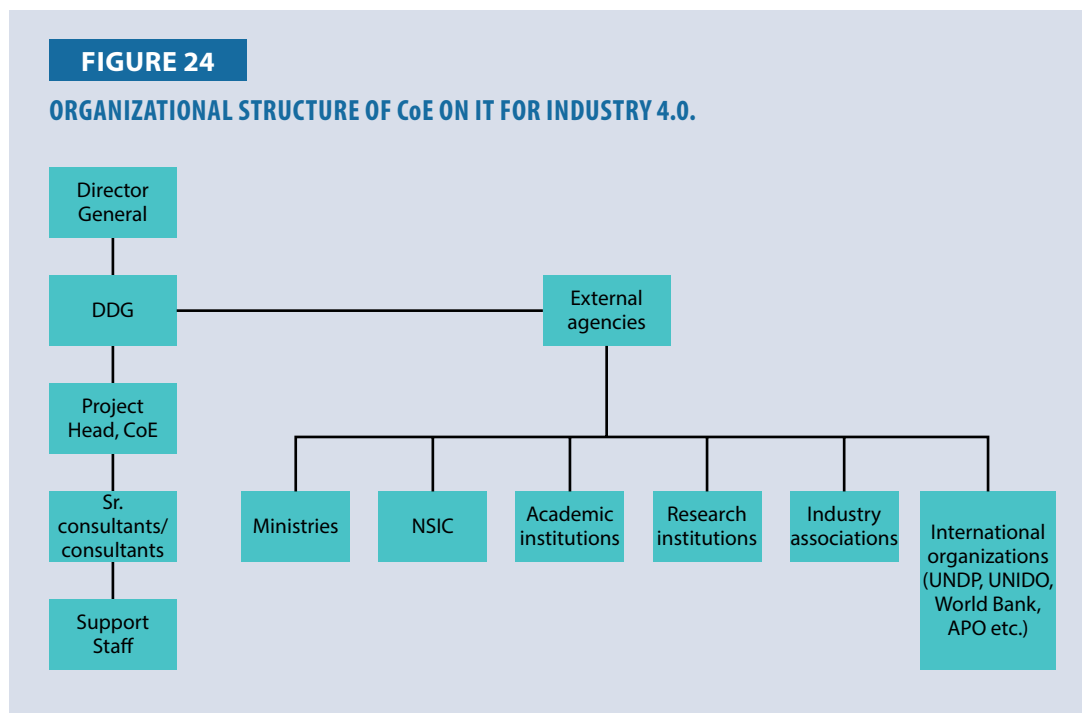 FIGURE 24
ORGANIZATIONAL STRUCTURE OF CoE ON IT FOR INDUSTRY 4.0.
Director
General
DDG
External
agencies
Project
Head, CoE
Sr.
consultants/
consultants
Ministries
NSIC
Academic
institutions
Research
institutions
Industry
associations
International
organizations
(UNDP, UNIDO,
World Bank,
APO etc.)
Support
Staff